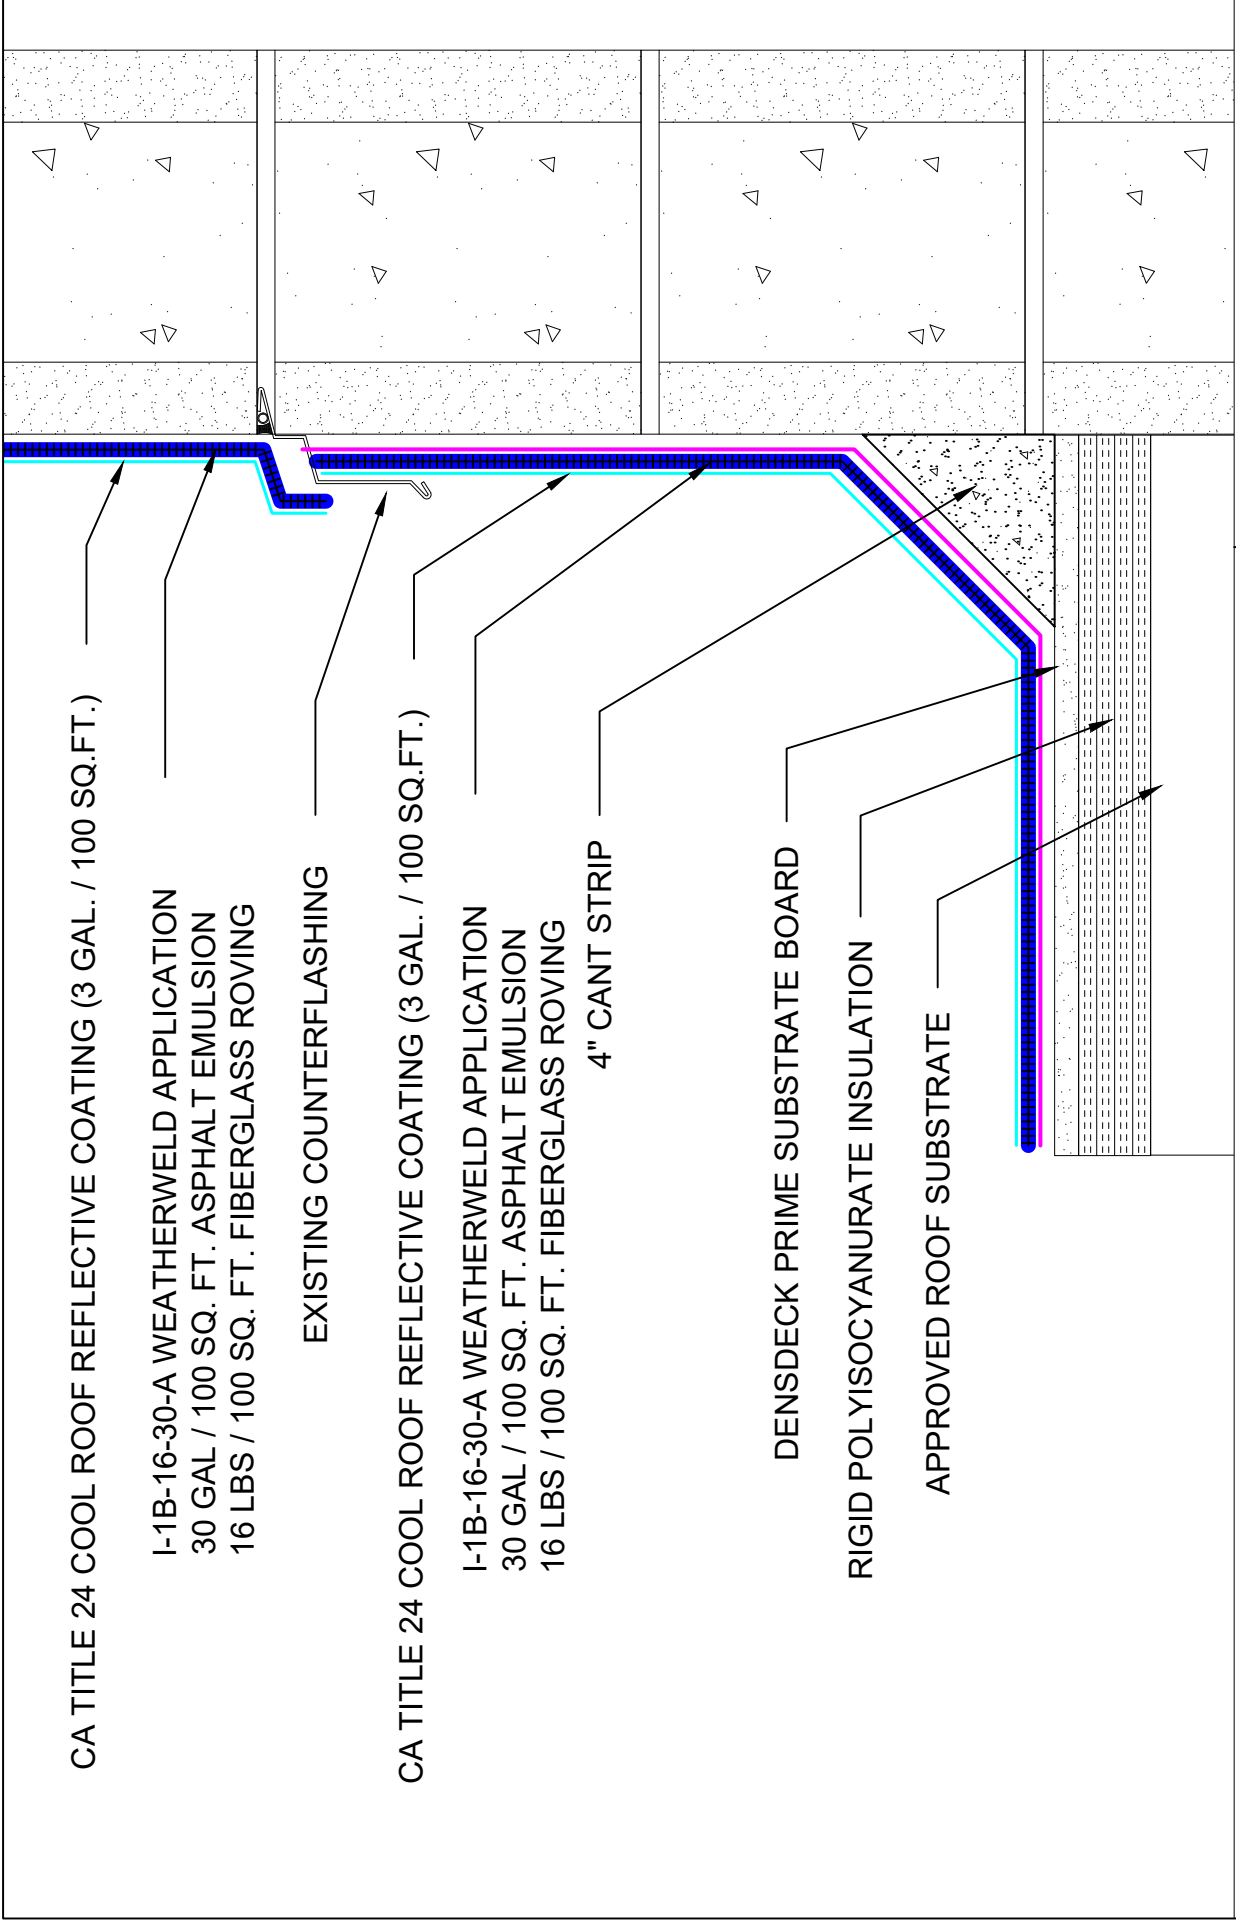 CA TITLE 24 COOL ROOF REFLECTIVE COATING (3 GAL. / 100 SQ.FT.)
I-1B-16-30-A WEATHERWELD APPLICATION
30 GAL / 100 SQ. FT. ASPHALT EMULSION
16 LBS / 100 SQ. FT. FIBERGLASS ROVING
EXISTING COUNTERFLASHING
CA TITLE 24 COOL ROOF REFLECTIVE COATING (3 GAL. / 100 SQ.FT.)
I-1B-16-30-A WEATHERWELD APPLICATION
30 GAL / 100 SQ. FT. ASPHALT EMULSION
16 LBS / 100 SQ. FT. FIBERGLASS ROVING
4" CANT STRIP
DENSDECK PRIME SUBSTRATE BOARD
RIGID POLYISOCYANURATE INSULATION
APPROVED ROOF SUBSTRATE